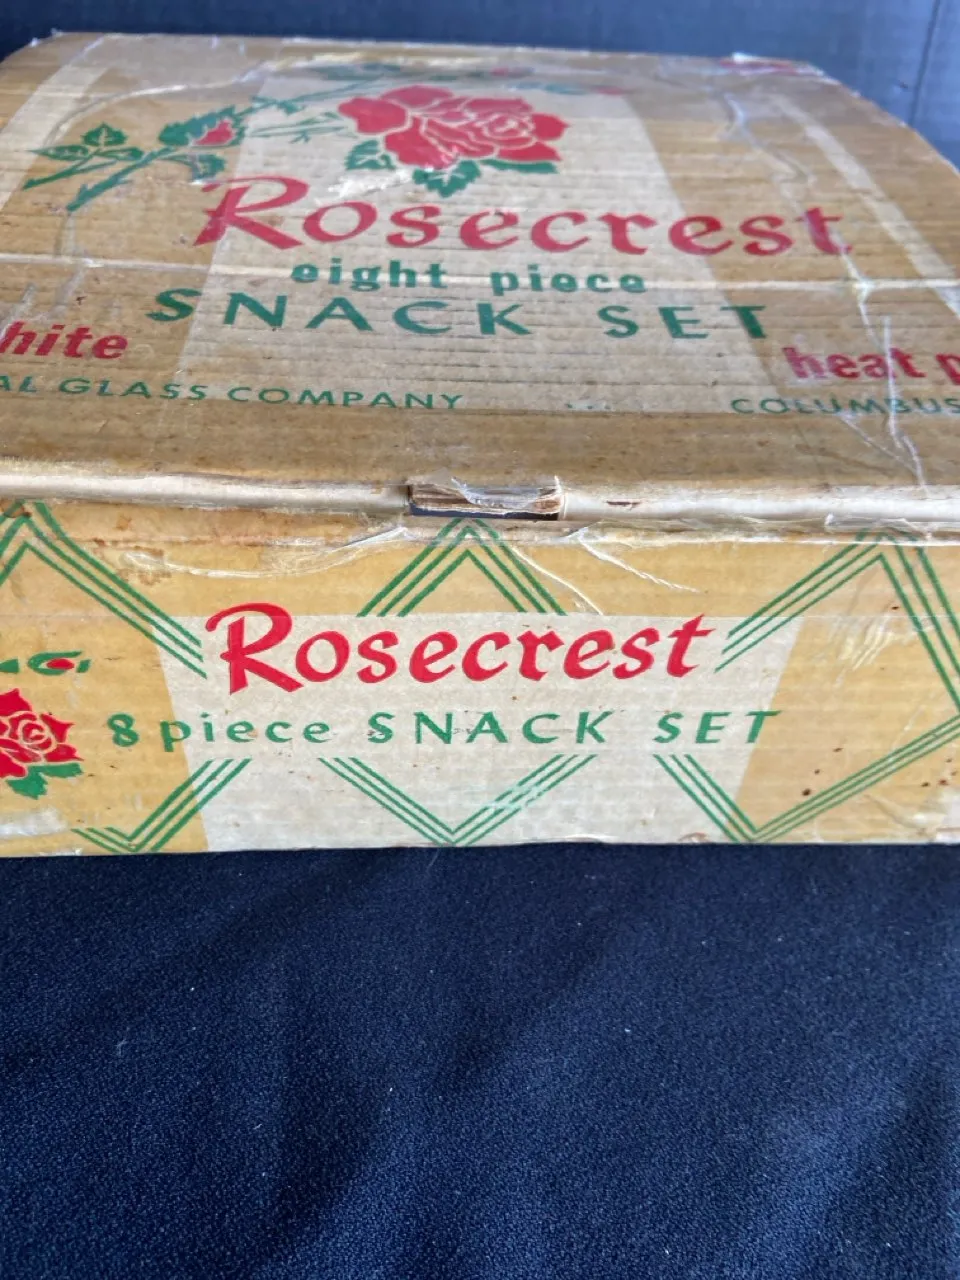 Rosecrest
eight piece
SNACK SET
hite
heat p
AL GLASS COMPANY
COLUMBUS
Rosecrest
8 piece SNACK SET